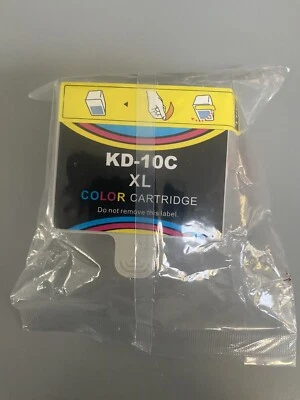 KD-10C
XL
COLOR CARTRIDGE
Do not remove this label